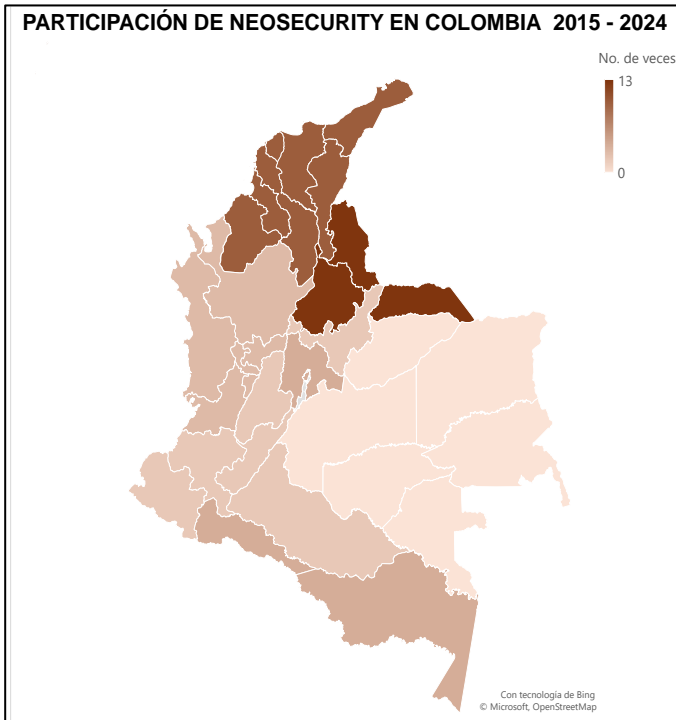 PARTICIPACIÓN DE NEOSECURITY EN COLOMBIA 2015 - 2024
No. de veces
13
0
Con tecnología de Bing
© Microsoft, OpenStreetMap